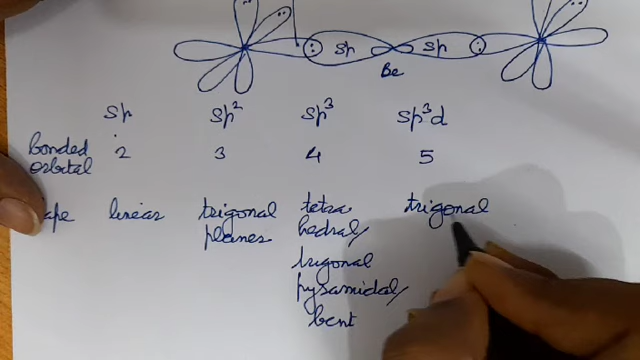 sp sp
Be
sp sp² sp³ sp³d
bonded
orbital 2 3 4 5
ape linear trigonal tetra trigonal
planer hedral/
trigonal
pyramidal/
bent